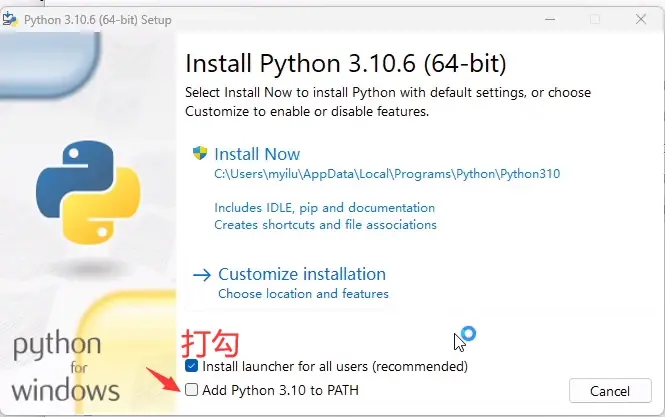 Python 3.10.6 (64-bit) Setup
Install Python 3.10.6 (64-bit)
Select Install Now to install Python with default settings, or choose
Customize to enable or disable features.
Install Now
C:\Users\myilu\AppData\Local\Programs\Python\Python310
Includes IDLE, pip and documentation
Creates shortcuts and file associations
Customize installation
Choose location and features
python
for
windows
打勾
Install launcher for all users (recommended)
Add Python 3.10 to PATH
Cancel